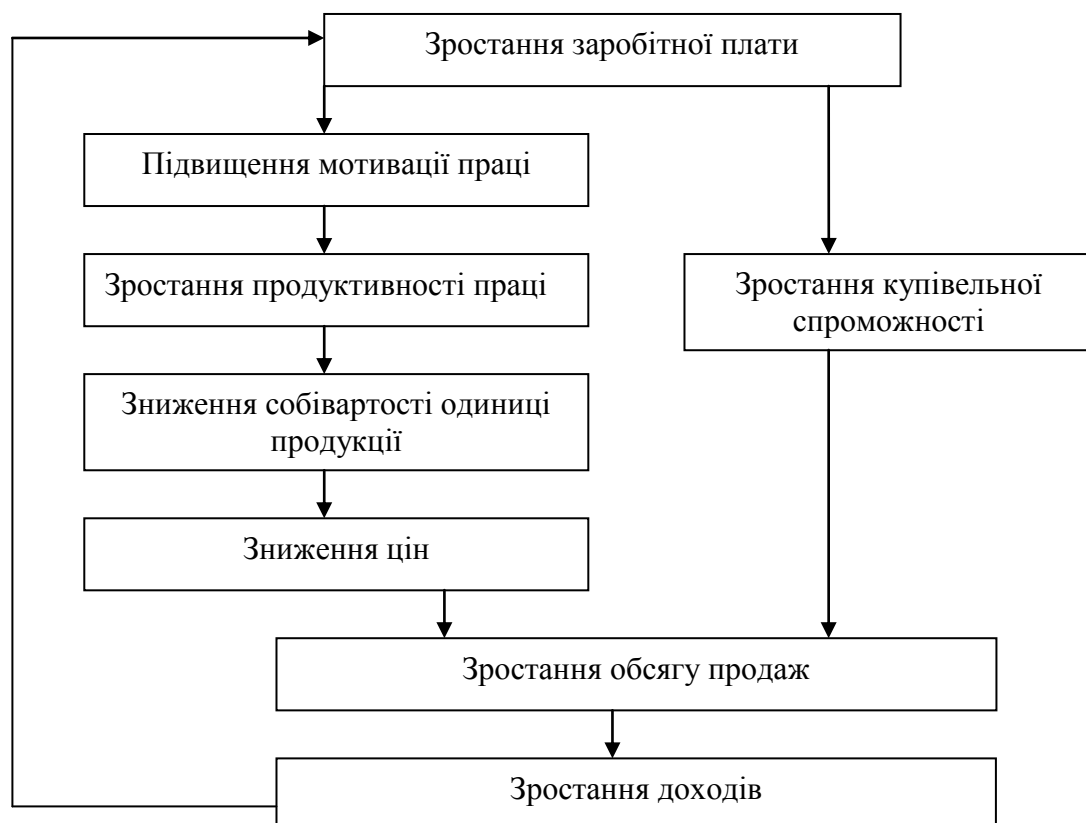 Зростання заробітної плати
Підвищення мотивації праці
Зростання продуктивності праці
Зростання купівельної
спроможності
Зниження собівартості одиниці
продукції
Зниження цін
Зростання обсягу продаж
Зростання доходів